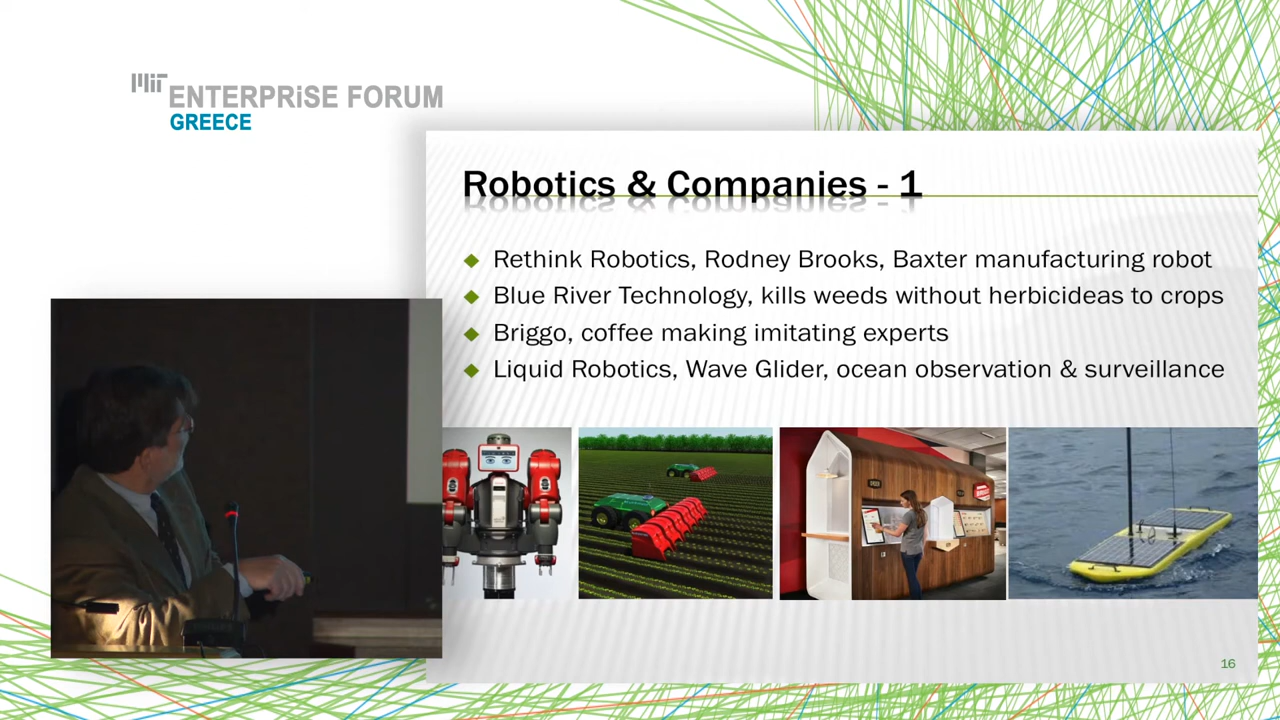 MIT
ENTERPRiSE FORUM
GREECE
Robotics & Companies - 1
Rethink Robotics, Rodney Brooks, Baxter manufacturing robot
Blue River Technology, kills weeds without herbicideas to crops
Briggo, coffee making imitating experts
Liquid Robotics, Wave Glider, ocean observation & surveillance
16